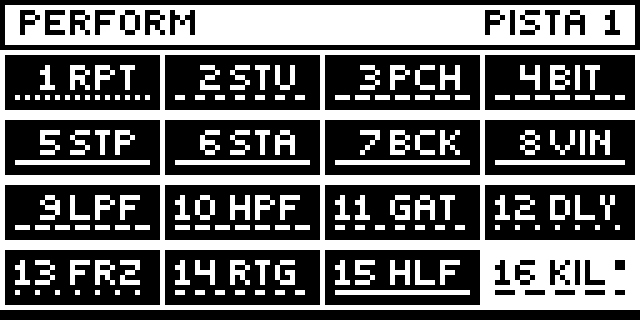 PERFORM PISTA 1
1 RPT 2 STU 3 PCH 4 BIT
5 STP 6 STA 7 BCK 8 VIN
9 LPF 10 HPF 11 GAT 12 DLY
13 FRZ 14 RTG 15 HLF 16 KIL